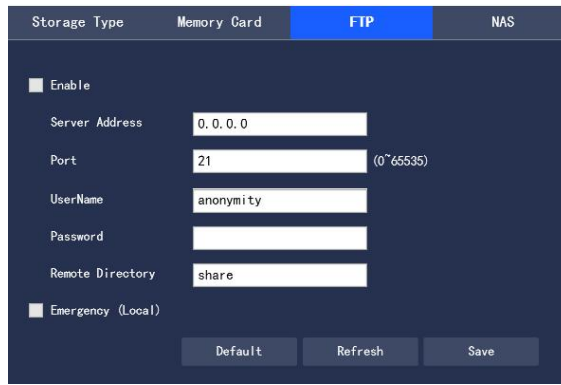 Storage Type Memory Card FTP NAS
Enable
Server Address 0.0.0.0
Port 21 (0~65535)
UserName anonymity
Password
Remote Directory share
Emergency (Local)
Default Refresh Save